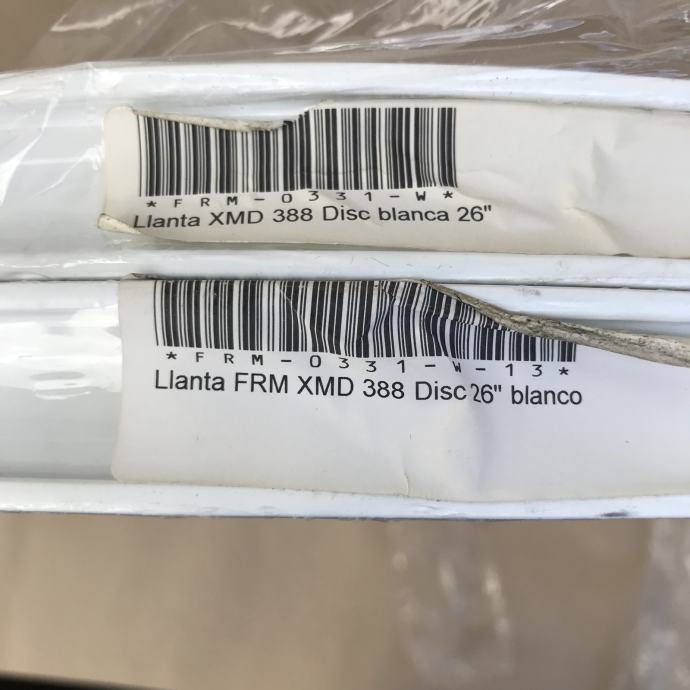 *FRM-0331-W*
Llanta XMD 388 Disc blanca 26"
*FRM-0331-W-13*
Llanta FRM XMD 388 Disc 26" blanco